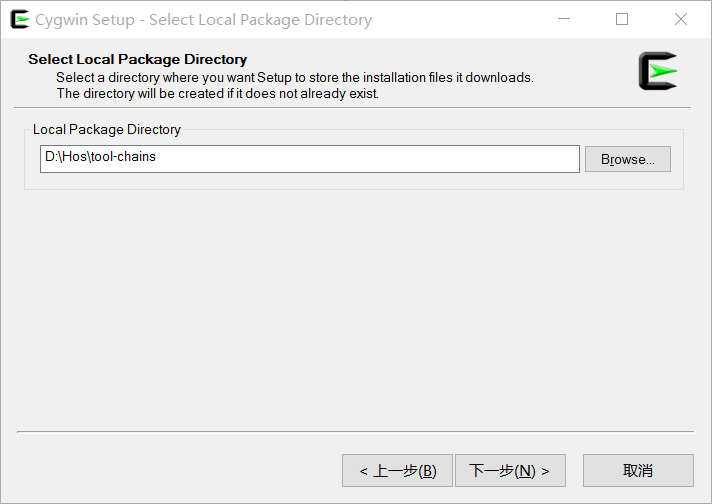 Cygwin Setup - Select Local Package Directory
Select Local Package Directory
Select a directory where you want Setup to store the installation files it downloads.
The directory will be created if it does not already exist.
Local Package Directory
D:\Hos\tool-chains
Browse...
< 上一步(B)
下一步(N) >
取消